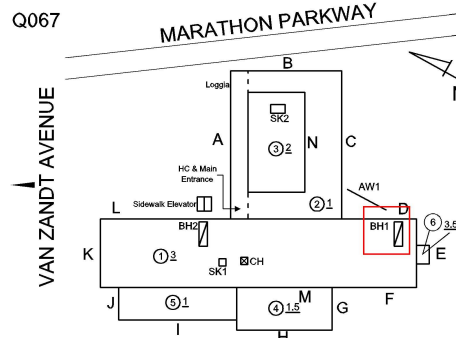 Q067
MARATHON PARKWAY
VAN ZANDT AVENUE
B
Loggia
SK2
A
N
C
3 2
HC & Main
Entrance
AW1
Sidewalk Elevator
2 1
L
D
BH2
BH1
6 3.5
K
1 3
SK1
CH
E
J
5 1
M
4 1.5
G
F
I
H
N